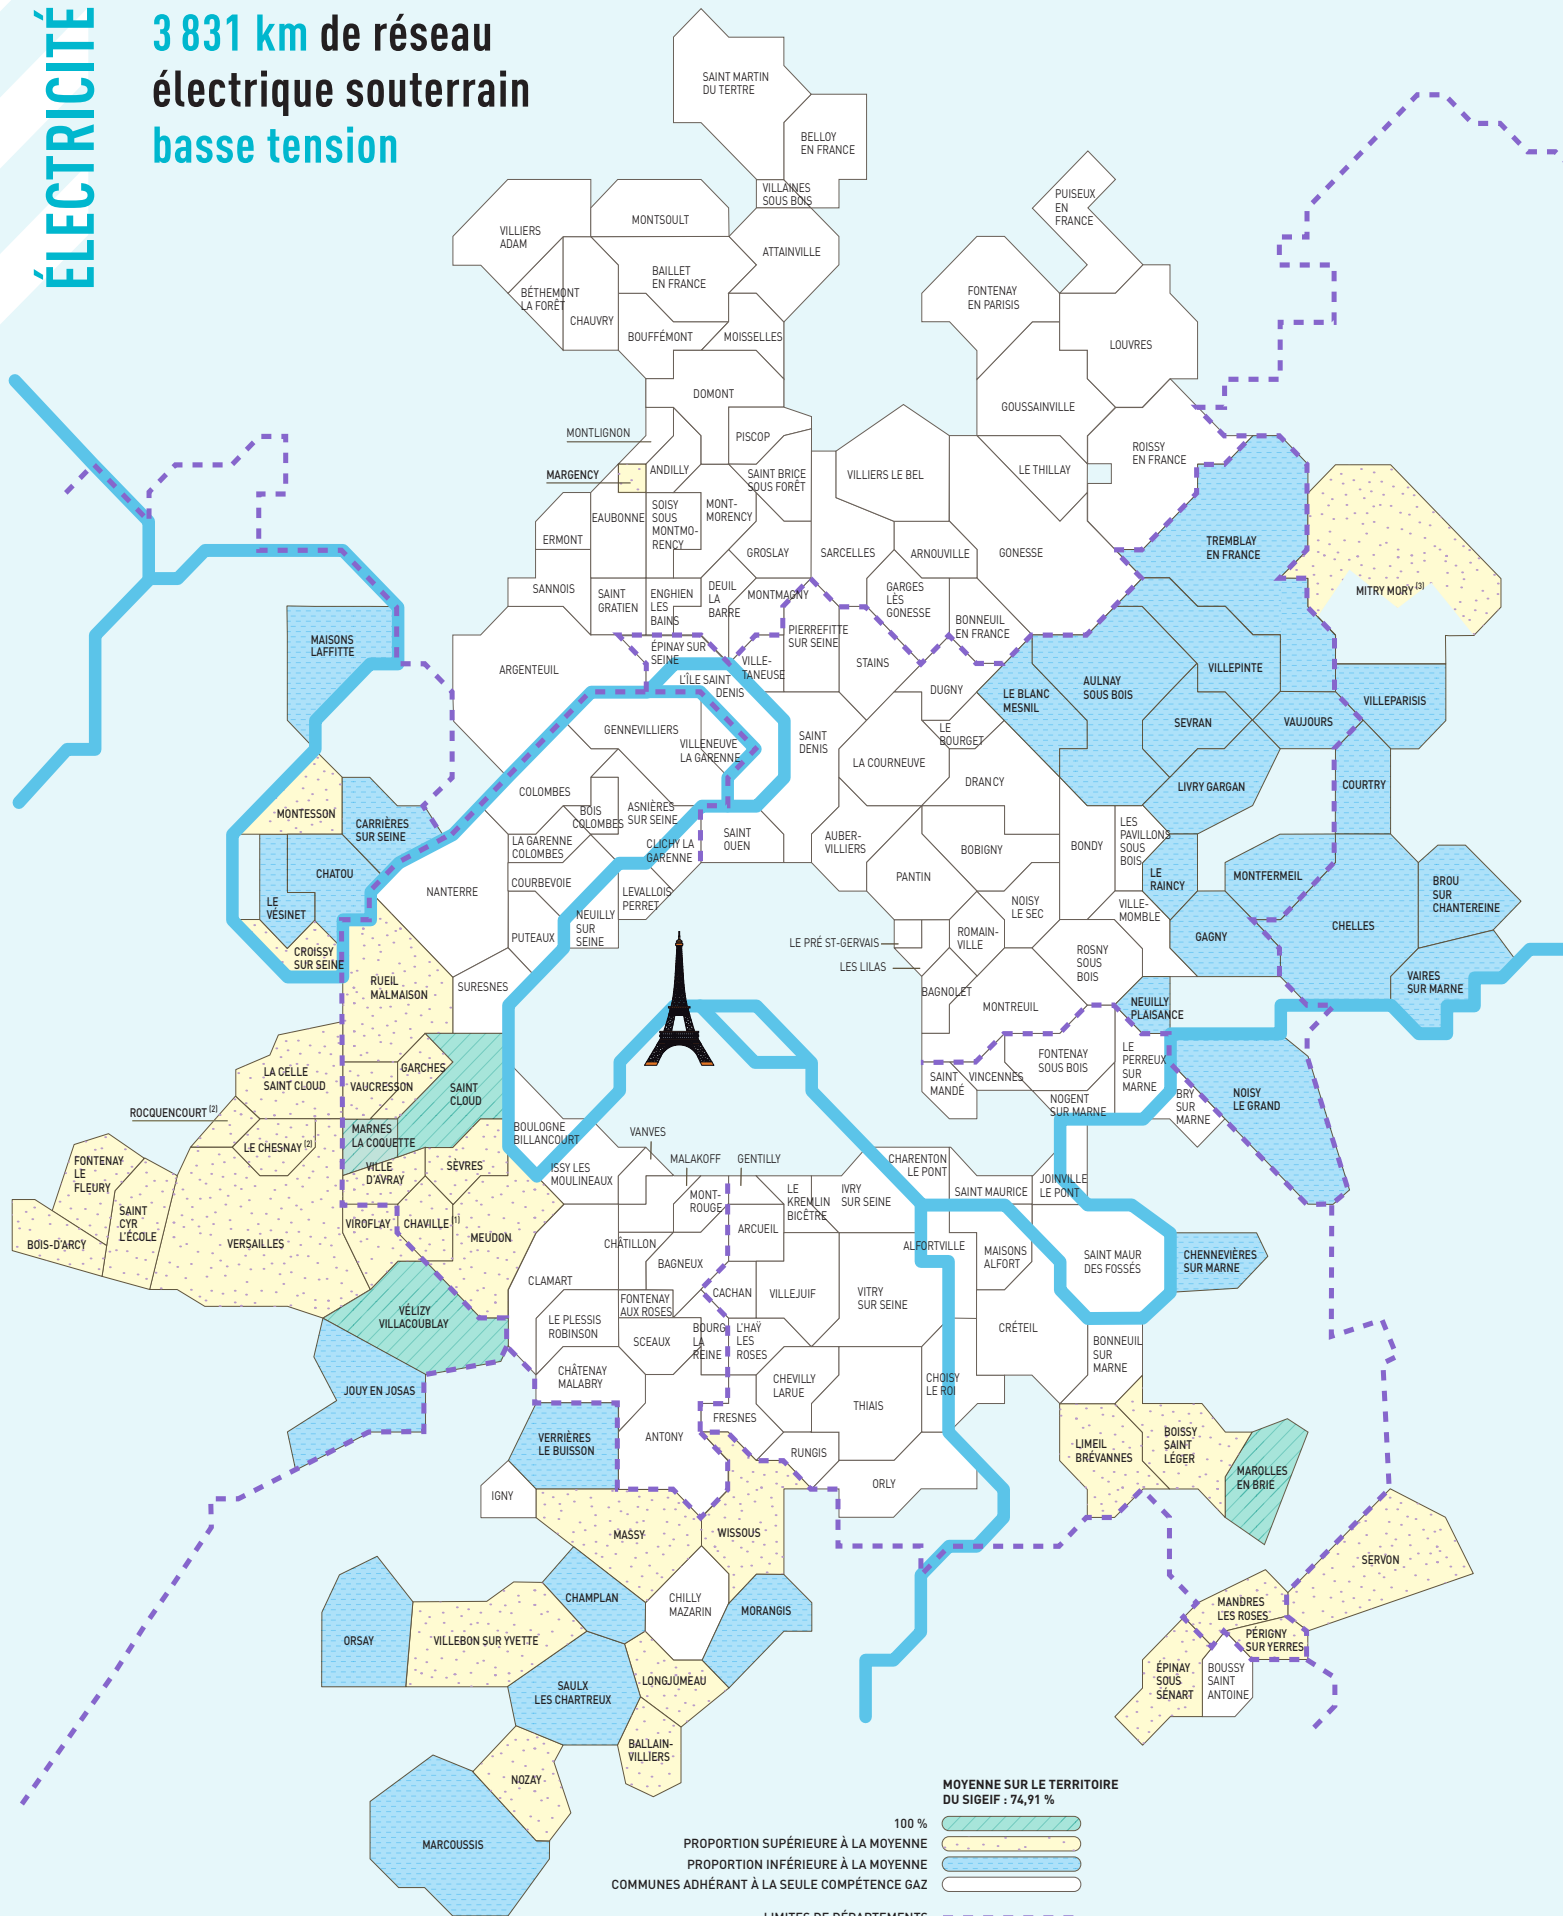 ÉLECTRICITÉ
3 831 km de réseau
électrique souterrain
basse tension
SAINT MARTIN
DU TERTRE
BELLOY
EN FRANCE
VILLAINES
SOUS BOIS
PUISEUX
EN
FRANCE
VILLIERS
ADAM
MONTSOULT
ATTAINVILLE
BAILLET
EN FRANCE
BÉTHEMONT
LA FORÊT
CHAUVRY
FONTENAY
EN PARISIS
BOUFFÉMONT
MOISSELLES
LOUVRES
DOMONT
GOUSSAINVILLE
MONTLIGNON
PISCOP
ROISSY
EN FRANCE
MARGENCY
ANDILLY
SAINT BRICE
SOUS FORÊT
VILLIERS LE BEL
LE THILLAY
EAUBONNE
SOISY
SOUS
MONTMO-
RENCY
MONT-
MORENCY
ERMONT
GROSLAY
SARCELLES
ARNOUVILLE
GONESSE
TREMBLAY
EN FRANCE
MITRY MORY (3)
SANNOIS
SAINT
GRATIEN
ENGHIEN
LES
BAINS
DEUIL
LA
BARRE
MONTMAGNY
GARGES
LÈS
GONESSE
BONNEUIL
EN FRANCE
MAISONS
LAFFITTE
PIERREFITTE
SUR SEINE
ÉPINAY SUR
SEINE
VILLE-
TANEUSE
STAINS
ARGENTEUIL
L'ÎLE SAINT
DENIS
DUGNY
LE BLANC
MESNIL
AULNAY
SOUS BOIS
VILLEPINTE
VILLEPARISIS
GENNEVILLIERS
VILLENEUVE
LA GARENNE
SAINT
DENIS
LE
BOURGET
SEVRAN
VAUJOURS
LA COURNEUVE
DRANCY
LIVRY GARGAN
COURTRY
COLOMBES
MONTESSON
BOIS
COLOMBES
ASNIÈRES
SUR SEINE
CARRIÈRES
SUR SEINE
LA GARENNE
COLOMBES
CLICHY LA
GARENNE
SAINT
OUEN
AUBER-
VILLIERS
BOBIGNY
BONDY
LES
PAVILLONS
SOUS
BOIS
CHATOU
NANTERRE
COURBEVOIE
LEVALLOIS
PERRET
PANTIN
LE
RAINCY
MONTFERMEIL
BROU
SUR
CHANTEREINE
LE
VÉSINET
PUTEAUX
NEUILLY
SUR
SEINE
NOISY
LE SEC
VILLE-
MOMBLE
CHELLES
LE PRÉ ST-GERVAIS
ROMAIN-
VILLE
GAGNY
CROISSY
SUR SEINE
LES LILAS
ROSNY
SOUS
BOIS
RUEIL
MALMAISON
SURESNES
BAGNOLET
MONTREUIL
NEUILLY
PLAISANCE
VAIRES
SUR MARNE
LA CELLE
SAINT CLOUD
VAUCRESSON
GARCHES
SAINT
CLOUD
SAINT
MANDÉ
VINCENNES
FONTENAY
SOUS BOIS
LE
PERREUX
SUR
MARNE
NOGENT
SUR MARNE
BRY
SUR
MARNE
NOISY
LE GRAND
ROCQUENCOURT (2)
LE CHESNAY (2)
MARNES
LA COQUETTE
BOULOGNE
BILLANCOURT
VANVES
FONTENAY
LE
FLEURY
VILLE
D'AVRAY
SÈVRES
ISSY LES
MOULINEAUX
MALAKOFF
GENTILLY
CHARENTON
LE PONT
MONT-
ROUGE
LE
KREMLIN
BICÊTRE
IVRY
SUR SEINE
SAINT MAURICE
JOINVILLE
LE PONT
SAINT
CYR
L'ÉCOLE
BOIS-D'ARCY
VERSAILLES
VIROFLAY
CHAVILLE (1)
MEUDON
CHÂTILLON
BAGNEUX
ARCUEIL
ALFORTVILLE
MAISONS
ALFORT
SAINT MAUR
DES FOSSÉS
CHENNEVIÈRES
SUR MARNE
CLAMART
FONTENAY
AUX ROSES
CACHAN
VILLEJUIF
VITRY
SUR SEINE
VÉLIZY
VILLACOUBLAY
LE PLESSIS
ROBINSON
SCEAUX
BOURG
LA
REINE
L'HAŸ
LES
ROSES
CRÉTEIL
BONNEUIL
SUR
MARNE
JOUY EN JOSAS
CHÂTENAY
MALABRY
CHEVILLY
LARUE
CHOISY
LE ROI
THIAIS
VERRIÈRES
LE BUISSON
ANTONY
FRESNES
RUNGIS
ORLY
LIMEIL
BRÉVANNES
BOISSY
SAINT
LÉGER
MAROLLES
EN BRIE
IGNY
MASSY
WISSOUS
SERVON
CHAMPLAN
CHILLY
MAZARIN
MORANGIS
MANDRES
LES ROSES
PÉRIGNY
SUR YERRES
ORSAY
VILLEBON SUR YVETTE
LONGJUMEAU
ÉPINAY
SOUS
SÉNART
BOUSSY
SAINT
ANTOINE
SAULX
LES CHARTREUX
BALLAIN-
VILLIERS
NOZAY
MARCOUSSIS
MOYENNE SUR LE TERRITOIRE
DU SIGEIF : 74,91 %
100 %
PROPORTION SUPÉRIEURE À LA MOYENNE
PROPORTION INFÉRIEURE À LA MOYENNE
COMMUNES ADHÉRANT À LA SEULE COMPÉTENCE GAZ
LIMITES DE DÉPARTEMENTS